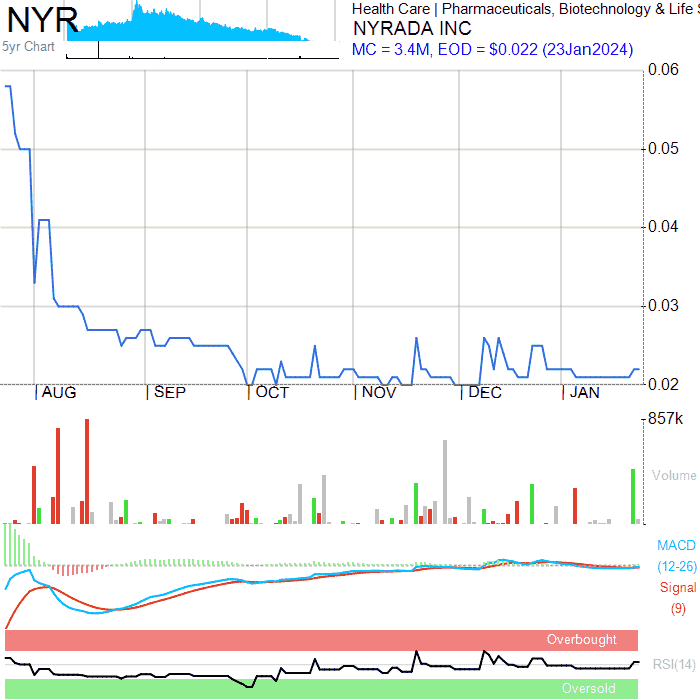 NYR
5yr Chart
Health Care | Pharmaceuticals, Biotechnology & Life S
NYRADA INC
MC = 3.4M, EOD = $0.022 (23Jan2024)
0.06
0.05
0.04
0.03
0.02
AUG SEP OCT NOV DEC JAN
857k
Volume
MACD
(12-26)
Signal
(9)
Overbought
RSI(14)
Oversold